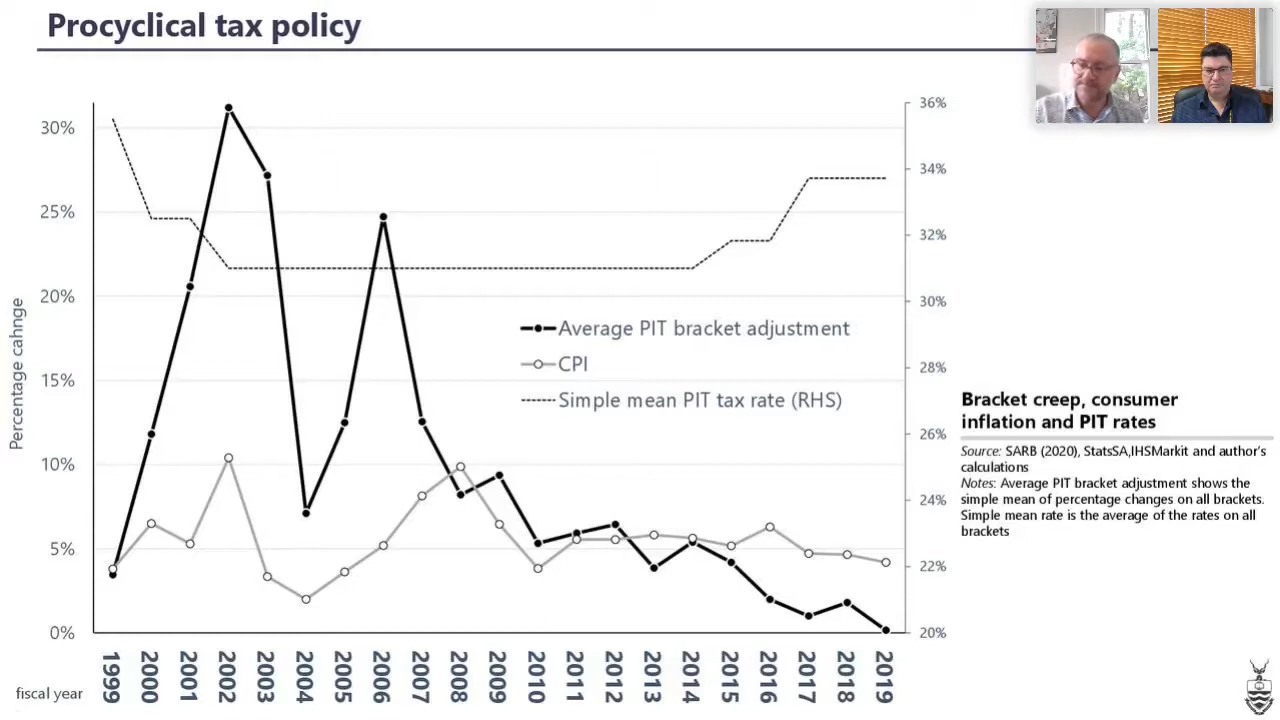 Procyclical tax policy
36%
30%
34%
25%
32%
20%
30%
Average PIT bracket adjustment
CPI
15%
28%
Simple mean PIT tax rate (RHS)
Percentage cahnge
10%
26%
24%
5%
22%
0%
20%
1999
2000
2001
2002
2003
2004
2005
2006
2007
2008
2009
2010
2011
2012
2013
2014
2015
2016
2017
2018
2019
fiscal year
Bracket creep, consumer
inflation and PIT rates
Source: SARB (2020), StatsSA,IHSMarkit and author's
calculations
Notes: Average PIT bracket adjustment shows the
simple mean of percentage changes on all brackets.
Simple mean rate is the average of the rates on all
brackets